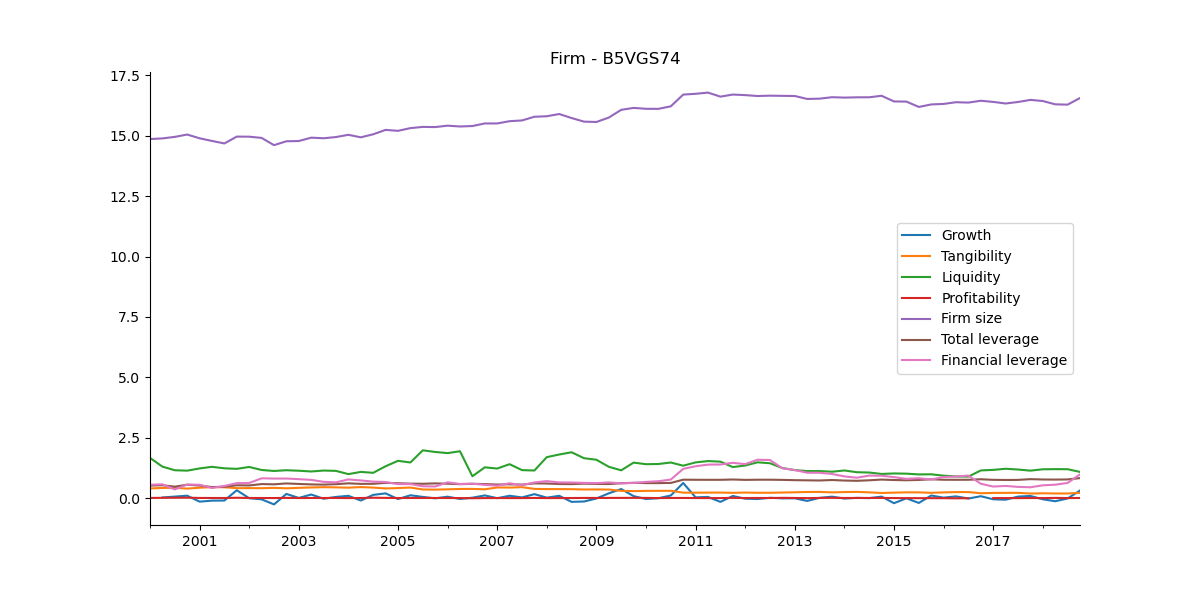 Firm - B5VGS74
17.5
15.0
12.5
10.0
7.5
5.0
2.5
0.0
Growth
Tangibility
Liquidity
Profitability
Firm size
Total leverage
Financial leverage
2001 2003 2005 2007 2009 2011 2013 2015 2017